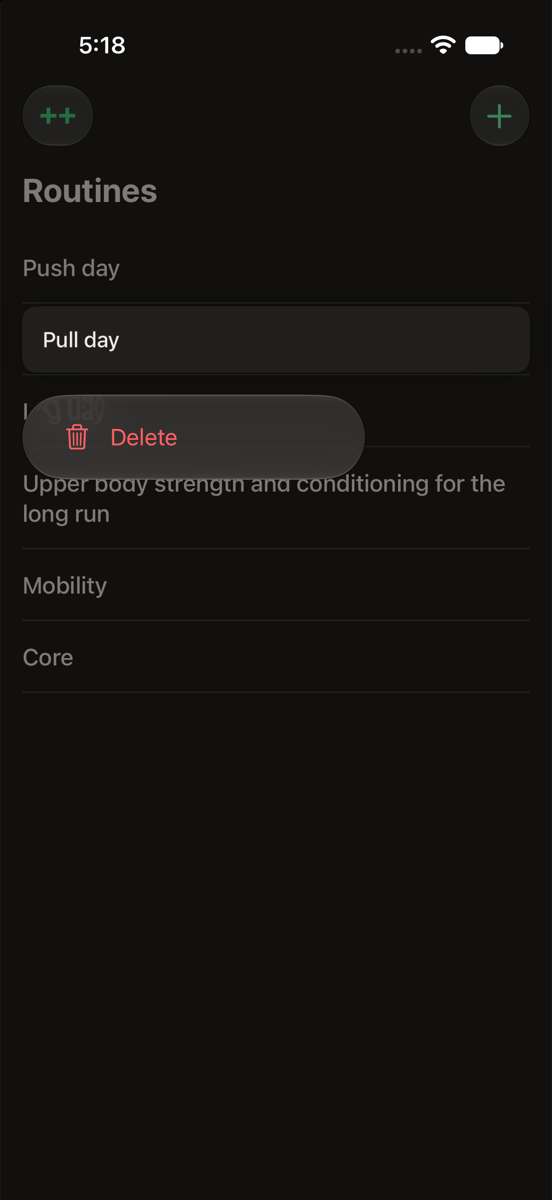 5:18
++
Routines
Push day
Pull day
Delete
Upper body strength and conditioning for the
long run
Mobility
Core